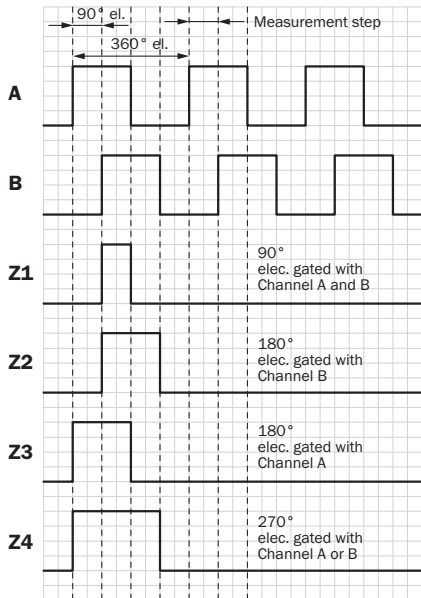 90° el.
Measurement step
360° el.
A
B
Z1
90°
elec. gated with
Channel A and B
Z2
180°
elec. gated with
Channel B
Z3
180°
elec. gated with
Channel A
Z4
270°
elec. gated with
Channel A or B